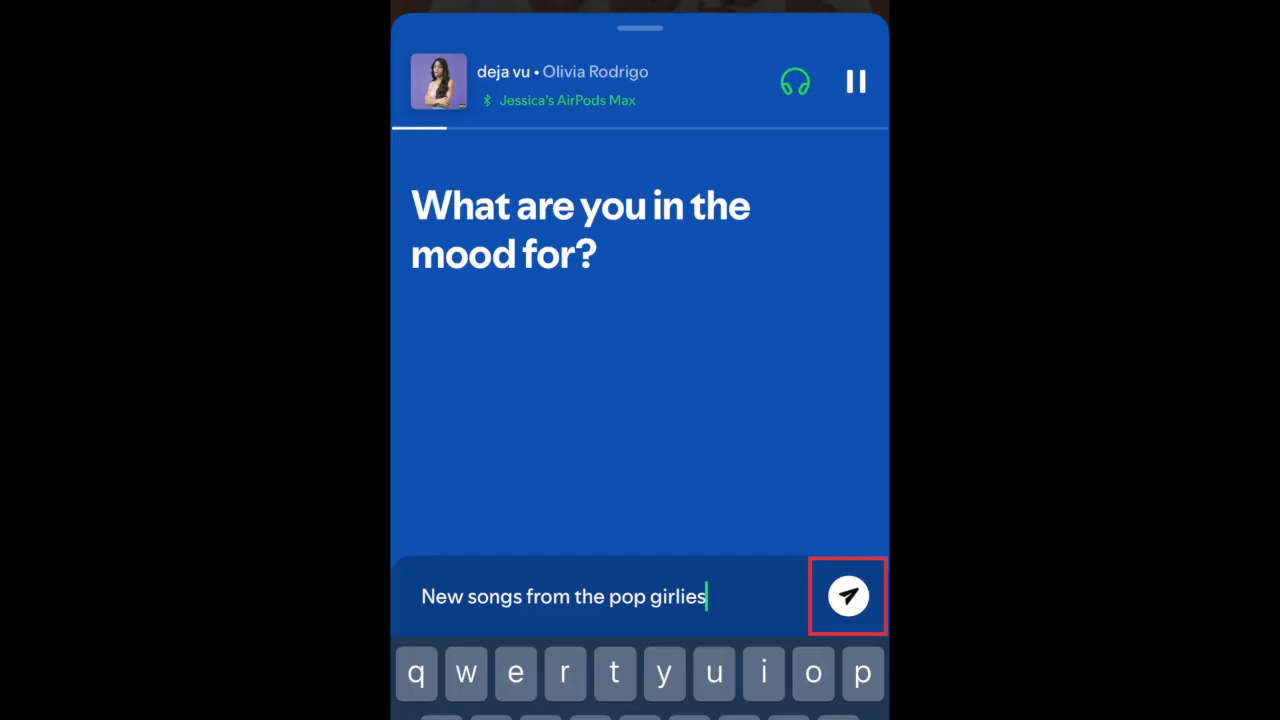 deja vu • Olivia Rodrigo
Jessica's AirPods Max
What are you in the
mood for?
New songs from the pop girlies
q w e r t y u i o p